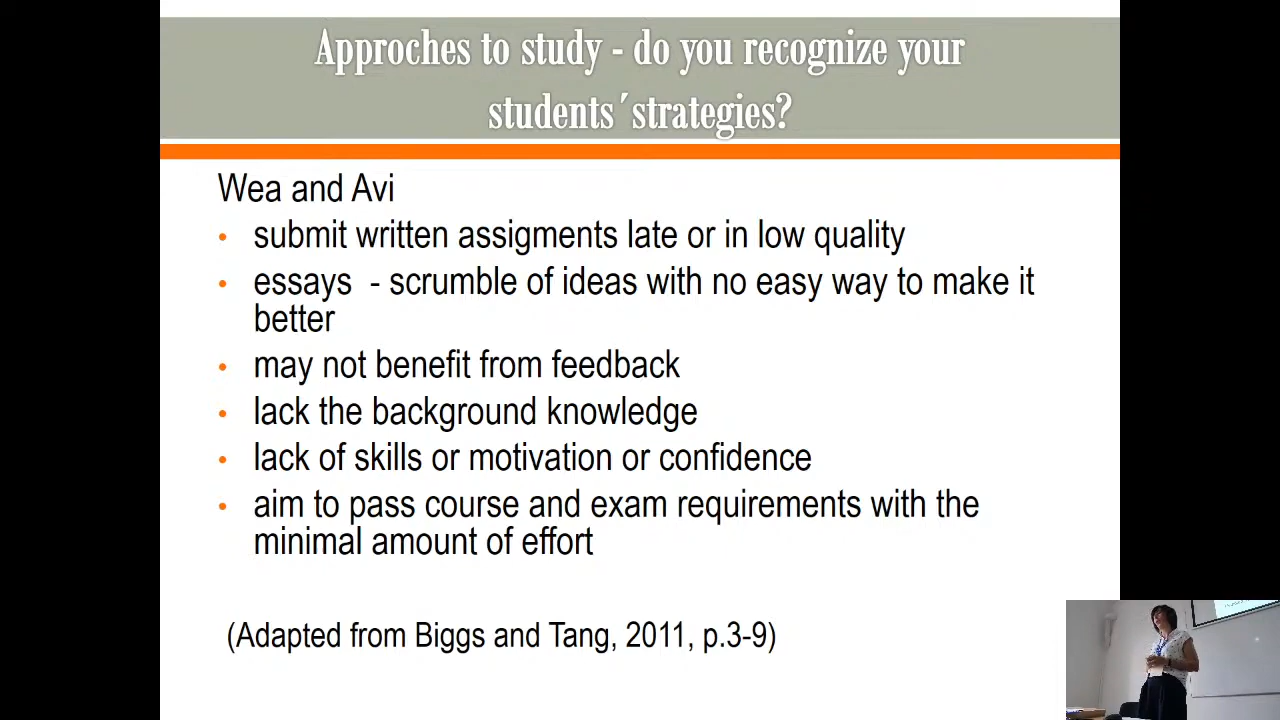 Approches to study - do you recognize your
students´strategies?
Wea and Avi
• submit written assigments late or in low quality
• essays - scrumble of ideas with no easy way to make it
better
• may not benefit from feedback
• lack the background knowledge
• lack of skills or motivation or confidence
• aim to pass course and exam requirements with the
minimal amount of effort
(Adapted from Biggs and Tang, 2011, p.3-9)